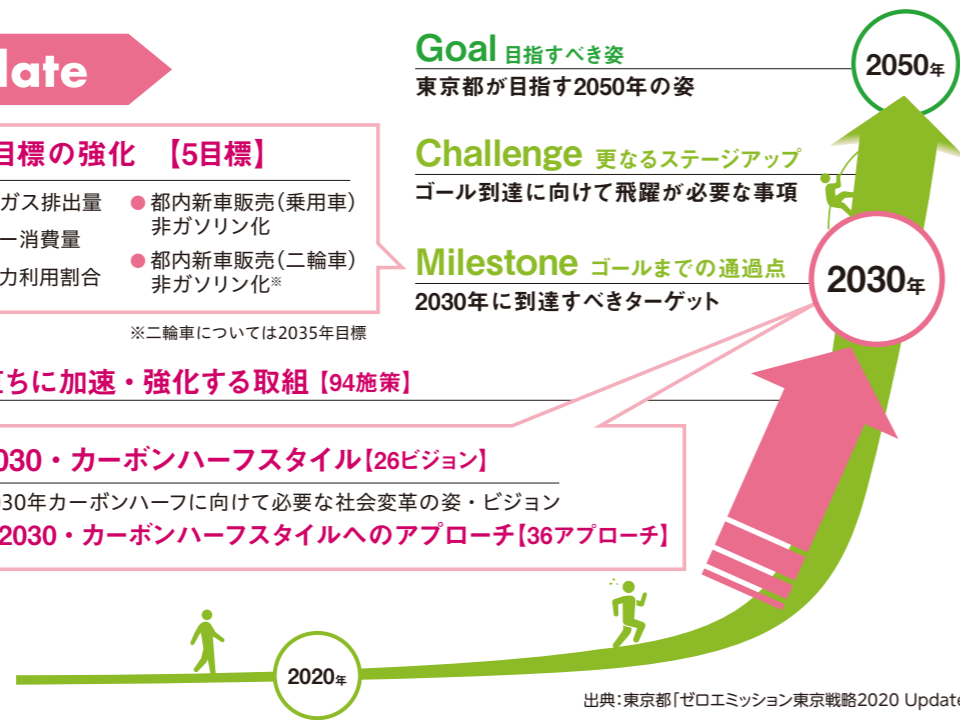 date
Goal 目指すべき姿
東京都が目指す2050年の姿
2050年
目標の強化 【5目標】
ガス排出量
ー消費量
力利用割合
●都内新車販売(乗用車)
非ガソリン化
●都内新車販売(二輪車)
非ガソリン化※
※二輪車については2035年目標
Challenge 更なるステージアップ
ゴール到達に向けて飛躍が必要な事項
Milestone ゴールまでの通過点
2030年に到達すべきターゲット
2030年
直ちに加速・強化する取組【94施策】
030・カーボンハーフスタイル【26ビジョン】
030年カーボンハーフに向けて必要な社会変革の姿・ビジョン
2030・カーボンハーフスタイルへのアプローチ【36アプローチ】
2020年
出典:東京都「ゼロエミッション東京戦略2020 Update